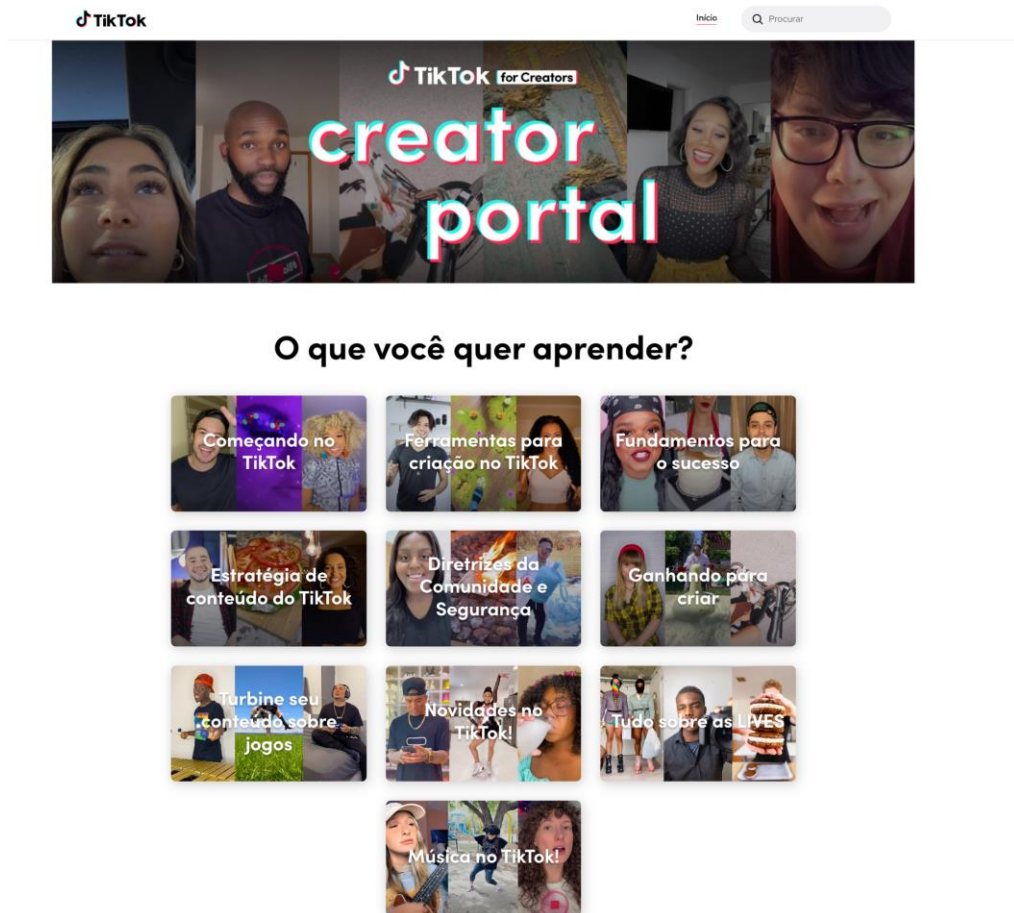 TikTok
Início
Procurar
TikTok for Creators
creator
portal
O que você quer aprender?
Começando no
TikTok
Ferramentas para
criação no TikTok
Fundamentos para
o sucesso
Estratégia de
conteúdo do TikTok
Diretrizes da
Comunidade e
Segurança
Ganhando para
criar
Turbine seu
conteúdo sobre
jogos
Novidades no
TikTok!
Tudo sobre as LIVES
Música no TikTok!